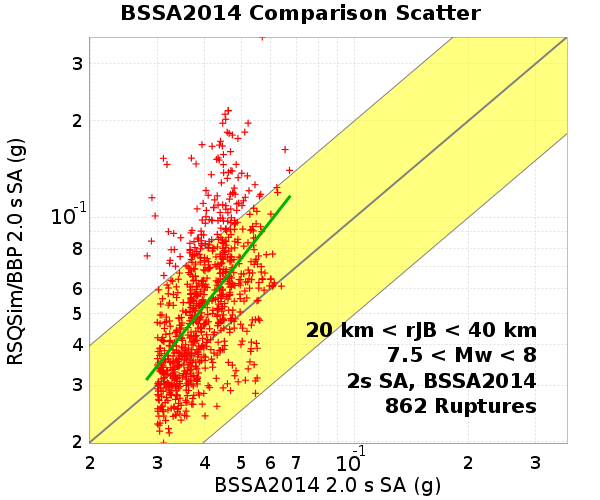 BSSA2014 Comparison Scatter
RSQSim/BBP 2.0 s SA (g)
3
2
10-1
8
6
5
4
3
2
20 km < rJB < 40 km
7.5 < Mw < 8
2s SA, BSSA2014
862 Ruptures
2 3 4 5 6 7 10-1 2 3
BSSA2014 2.0 s SA (g)